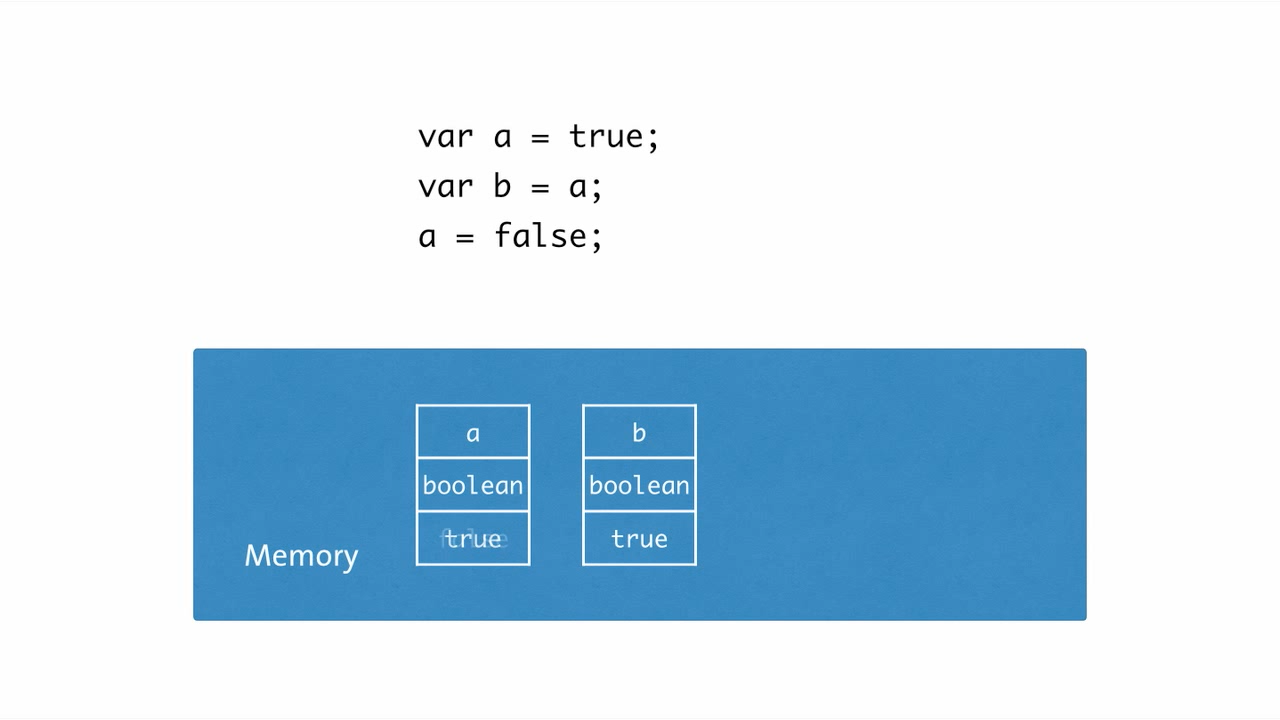 var a = true;
var b = a;
a = false;
a
b
boolean
boolean
true
true
Memory